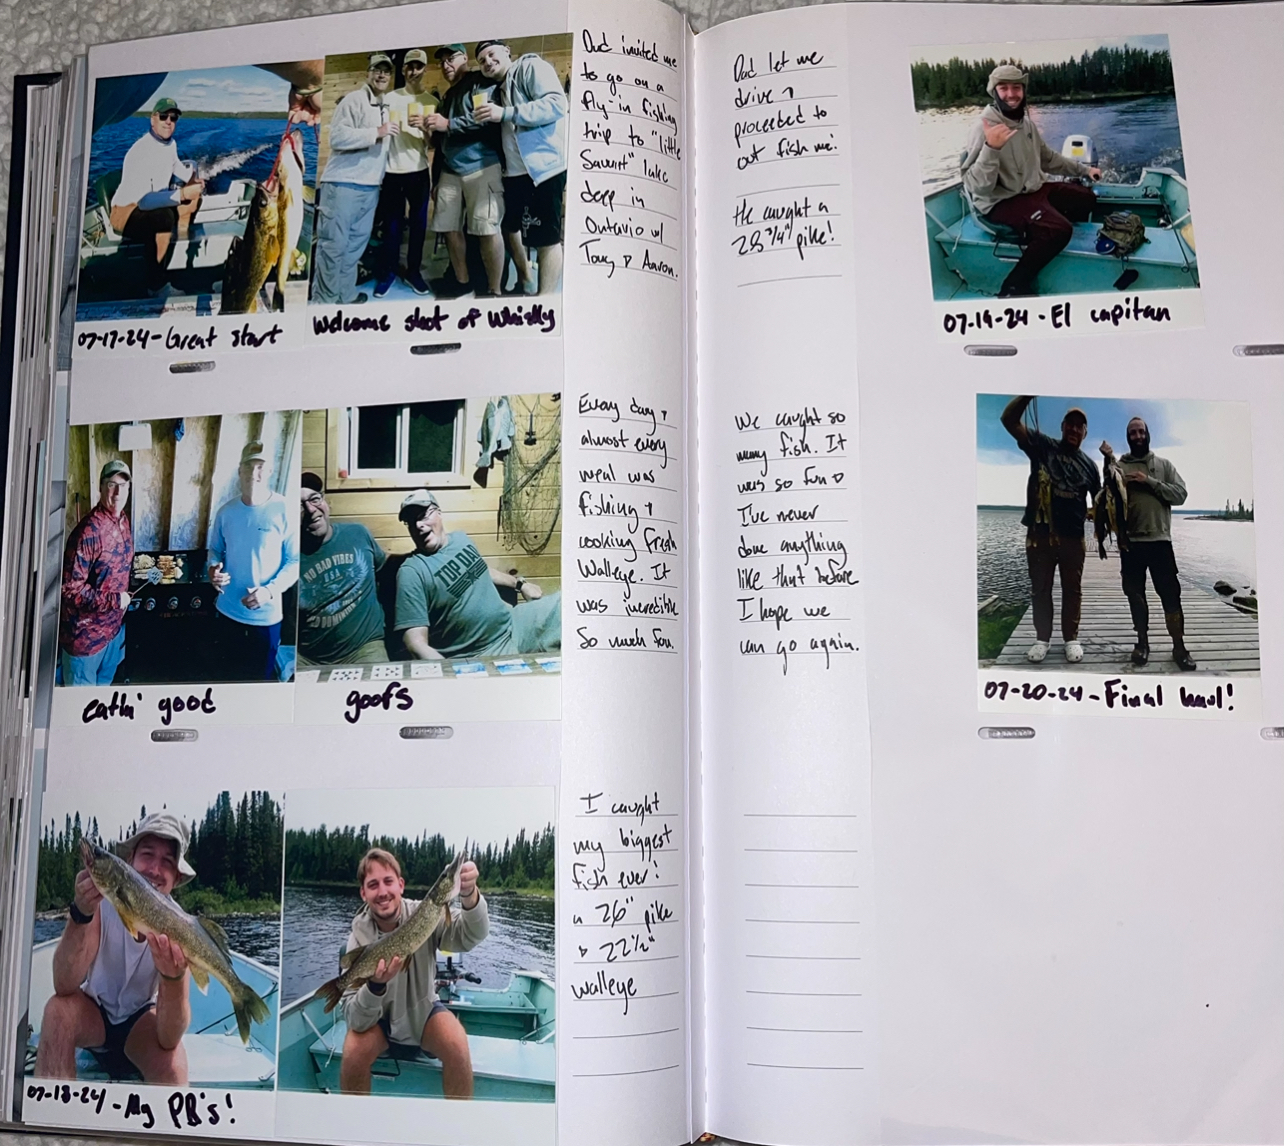 Dad invited me
to go on a
fly-in fishing
trip to "little
Savant" lake
deep in
Ontario w/
Tony & Aaron.
07-17-24-Great start
Welcome shot of whisky
Every day &
almost every
meal was
fishing &
cooking fresh
Walleye. It
was incredible
So much fun.
NO BAD VIBES
USA
TOP DAD
eatin' good
goofs
I caught
my biggest
fish ever!
a 26" pike
& 22½"
walleye
07-18-24-My PB's!
Dad let me
drive &
proceeded to
out fish me!
He caught a
28 ¾" pike!
07-19-24-El capitan
We caught so
many fish. It
was so fun
I've never
done anything
like that before
I hope we
can go again.
07-20-24-Final haul!